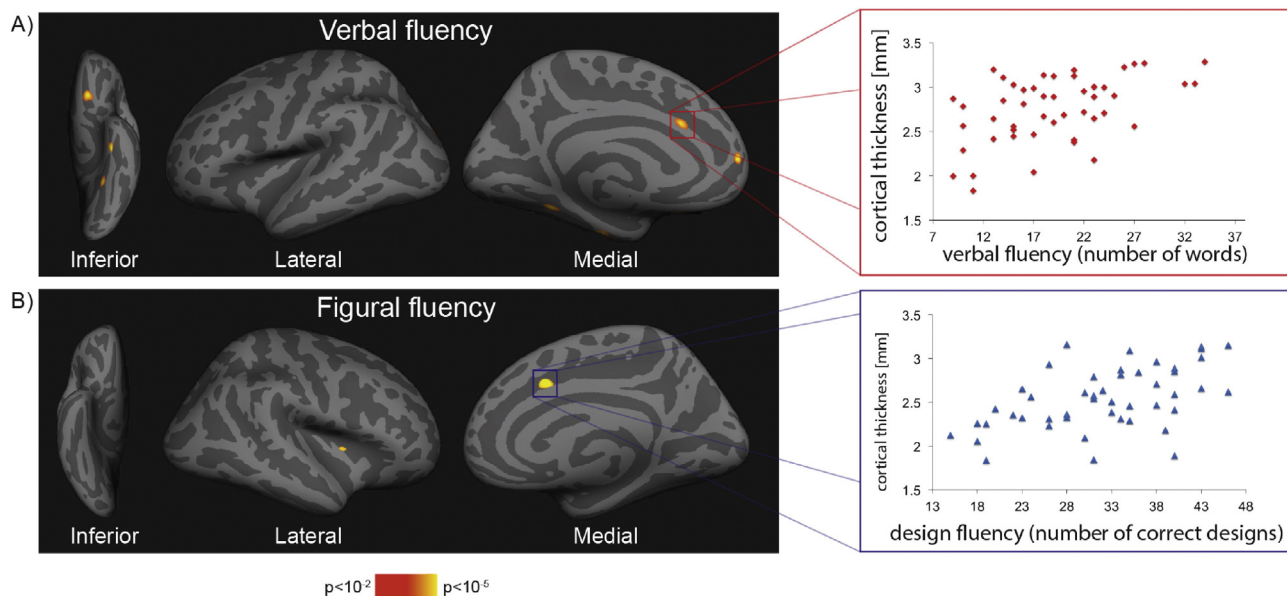 A)
Verbal fluency
Inferior
Lateral
Medial
cortical thickness [mm]
3.5
3
2.5
2
1.5
7
12
17
22
27
32
37
verbal fluency (number of words)
B)
Figural fluency
Inferior
Lateral
Medial
cortical thickness [mm]
3.5
3
2.5
2
1.5
13
18
23
28
33
38
43
48
design fluency (number of correct designs)
p<10⁻²
p<10⁻⁵